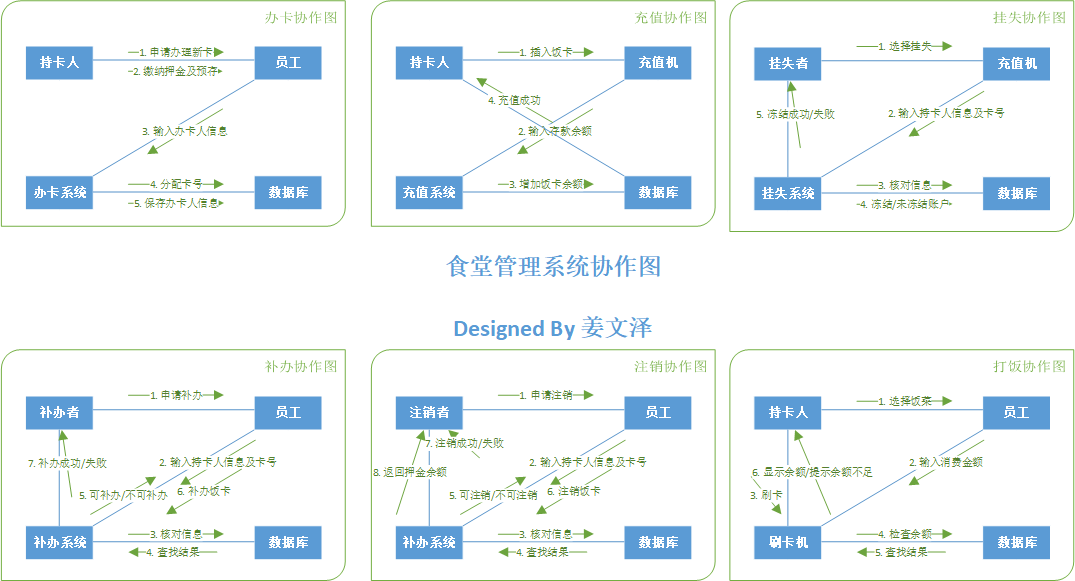 办卡协作图
持卡人
1. 申请办理新卡
2. 缴纳押金及预存
员工
3. 输入办卡人信息
办卡系统
4. 分配卡号
5. 保存办卡人信息
数据库
充值协作图
持卡人
1. 插入饭卡
充值机
4. 充值成功
2. 输入存款余额
充值系统
3. 增加饭卡余额
数据库
挂失协作图
挂失者
1. 选择挂失
充值机
5. 冻结成功/失败
2. 输入持卡人信息及卡号
挂失系统
3. 核对信息
4. 冻结/未冻结账户
数据库
食堂管理系统协作图
Designed By 姜文泽
补办协作图
补办者
1. 申请补办
员工
7. 补办成功/失败
2. 输入持卡人信息及卡号
5. 可补办/不可补办
6. 补办饭卡
补办系统
3. 核对信息
4. 查找结果
数据库
注销协作图
注销者
1. 申请注销
员工
7. 注销成功/失败
8. 返回押金余额
2. 输入持卡人信息及卡号
5. 可注销/不可注销
6. 注销饭卡
补办系统
3. 核对信息
4. 查找结果
数据库
打饭协作图
持卡人
1. 选择饭菜
员工
2. 输入消费金额
6. 显示余额/提示余额不足
3. 刷卡
刷卡机
4. 检查余额
5. 查找结果
数据库